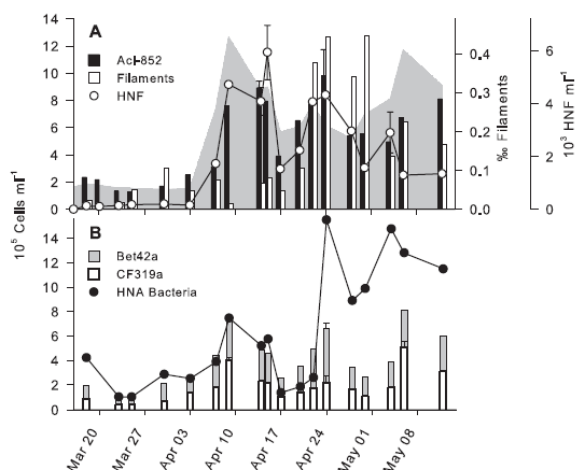 A
AcI-852
Filaments
HNF
14
12
10
8
6
4
2
0
0.4
0.3
0.2
0.1
0.0
‰ Filaments
6
4
2
0
10³ HNF ml⁻¹
10⁵ Cells ml⁻¹
B
Bet42a
CF319a
HNA Bacteria
14
12
10
8
6
4
2
0
Mar 20
Mar 27
Apr 03
Apr 10
Apr 17
Apr 24
May 01
May 08